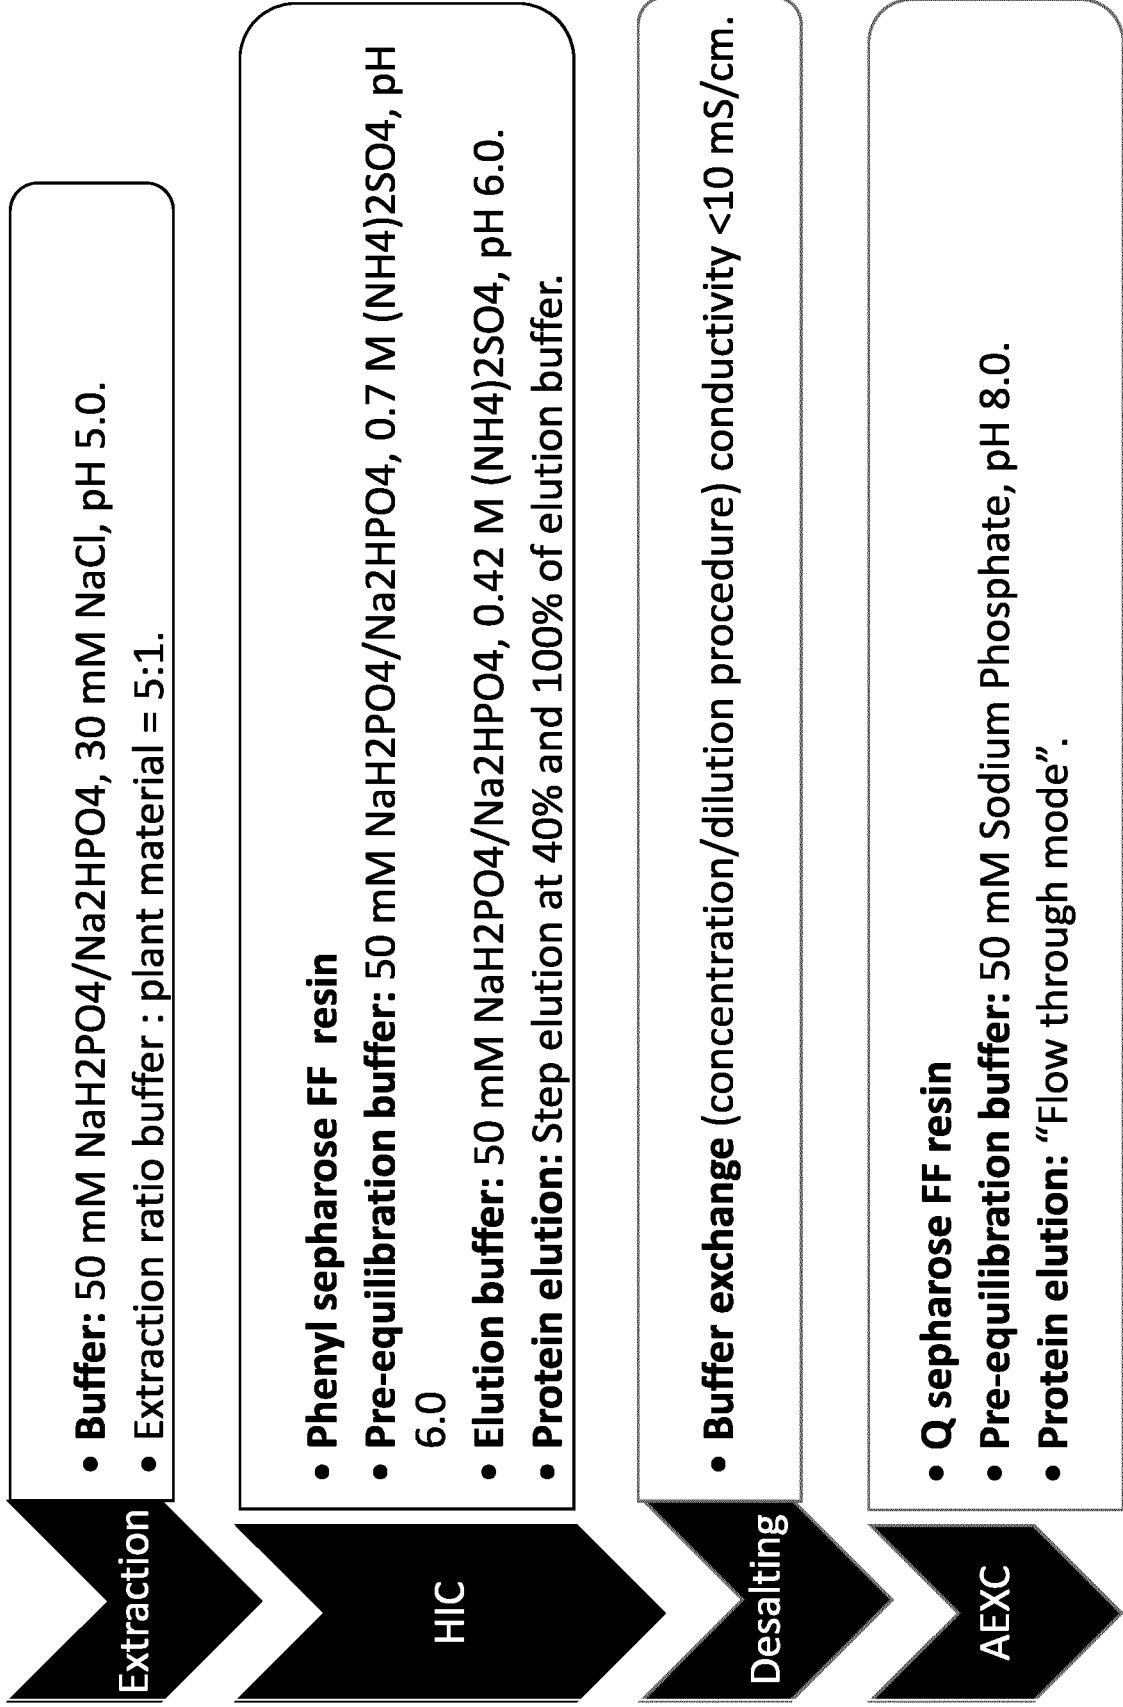 Extraction
• Buffer: 50 mM NaH2PO4/Na2HPO4, 30 mM NaCl, pH 5.0.
• Extraction ratio buffer : plant material = 5:1.
HIC
• Phenyl sepharose FF resin
• Pre-equilibration buffer: 50 mM NaH2PO4/Na2HPO4, 0.7 M (NH4)2SO4, pH
6.0
• Elution buffer: 50 mM NaH2PO4/Na2HPO4, 0.42 M (NH4)2SO4, pH 6.0.
• Protein elution: Step elution at 40% and 100% of elution buffer.
Desalting
• Buffer exchange (concentration/dilution procedure) conductivity <10 mS/cm.
AEXC
• Q sepharose FF resin
• Pre-equilibration buffer: 50 mM Sodium Phosphate, pH 8.0.
• Protein elution: “Flow through mode”.